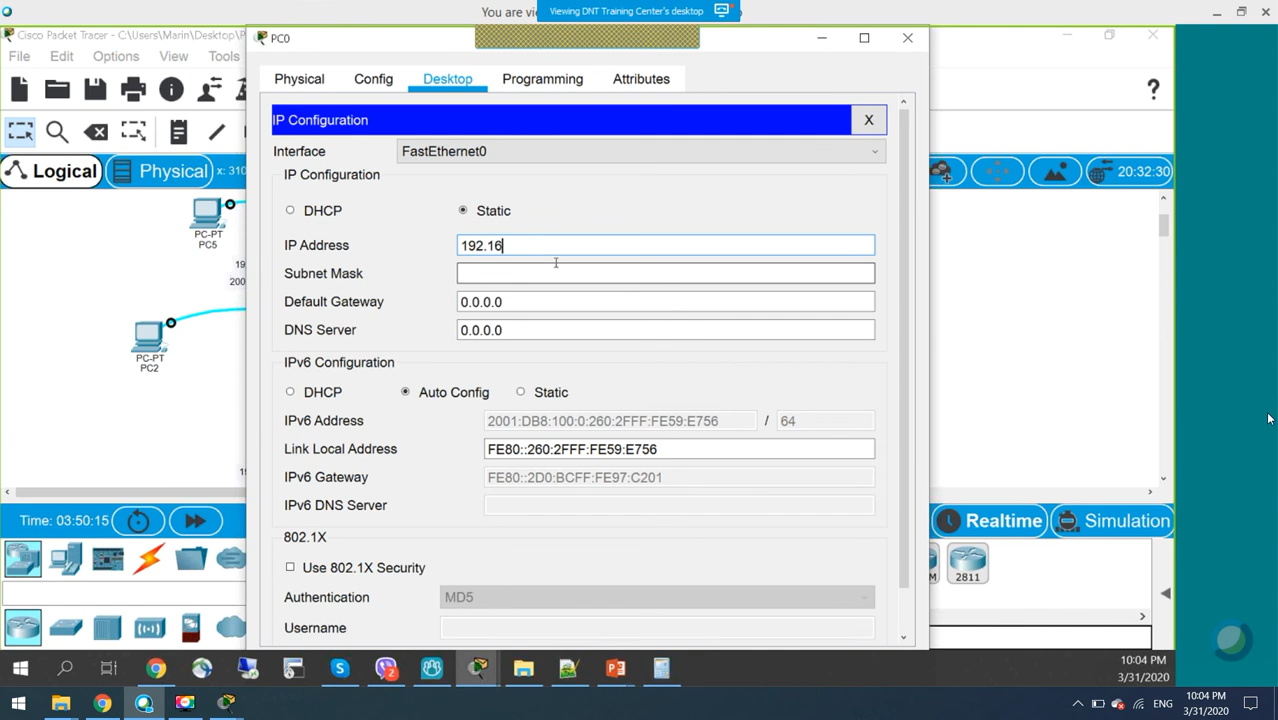 You are vie
Viewing DNT Training Center's desktop
Cisco Packet Tracer - C:\Users\Marin\Desktop\P
PC0
File Edit Options View Tools
Physical Config Desktop Programming Attributes
?
IP Configuration X
Interface FastEthernet0
Logical Physical x: 310
20:32:30
IP Configuration
DHCP Static
PC-PT
PC5
IP Address 192.16
Subnet Mask
19
200
Default Gateway 0.0.0.0
DNS Server 0.0.0.0
PC-PT
PC2
IPv6 Configuration
DHCP Auto Config Static
IPv6 Address 2001:DB8:100:0:260:2FFF:FE59:E756 / 64
Link Local Address FE80::260:2FFF:FE59:E756
19
IPv6 Gateway FE80::2D0:BCFF:FE97:C201
IPv6 DNS Server
Time: 03:50:15
Realtime Simulation
802.1X
Use 802.1X Security
M 2811
Authentication MD5
Username
10:04 PM
3/31/2020
ENG
10:04 PM
3/31/2020